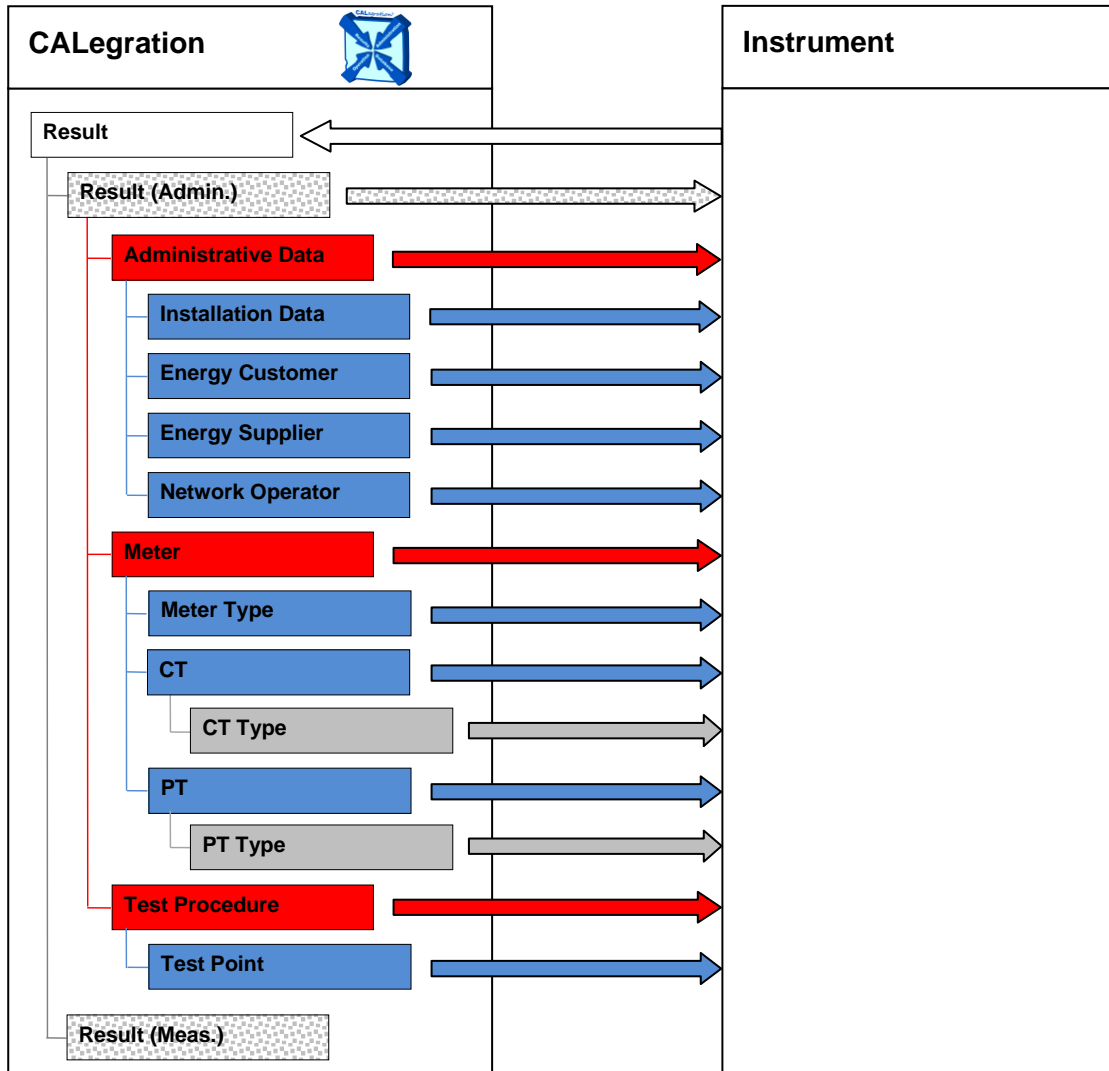 CALegration
Instrument
Result
Result (Admin.)
Administrative Data
Installation Data
Energy Customer
Energy Supplier
Network Operator
Meter
Meter Type
CT
CT Type
PT
PT Type
Test Procedure
Test Point
Result (Meas.)